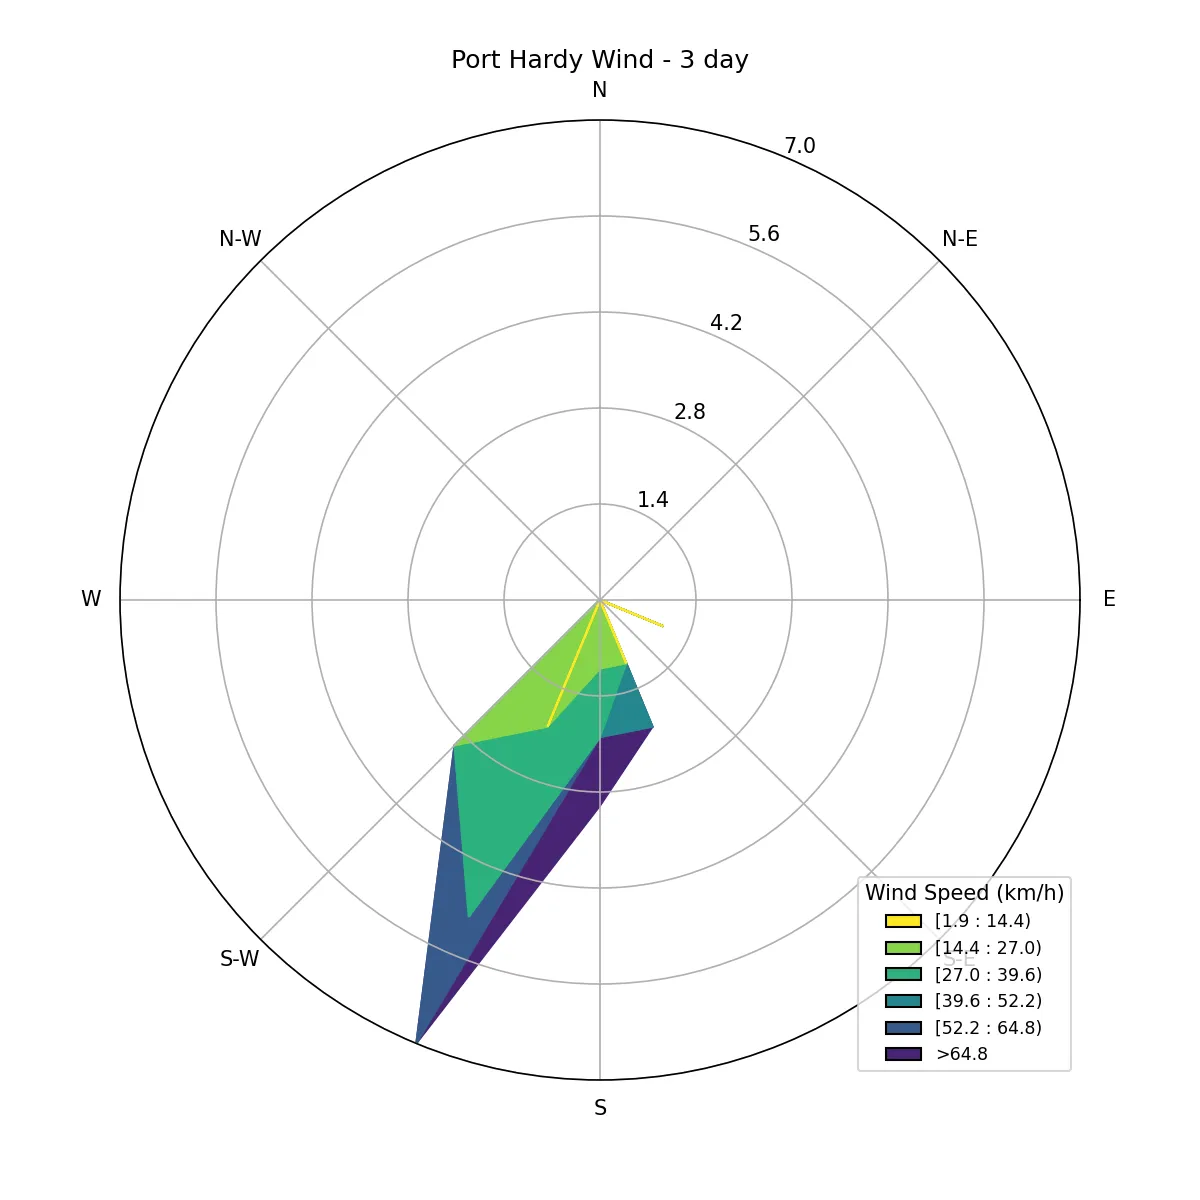 Port Hardy Wind - 3 day
N
7.0
N-W
5.6
N-E
4.2
2.8
1.4
W
E
Wind Speed (km/h)
[1.9 : 14.4)
[14.4 : 27.0)
S-W
S-E
[27.0 : 39.6)
[39.6 : 52.2)
[52.2 : 64.8)
>64.8
S